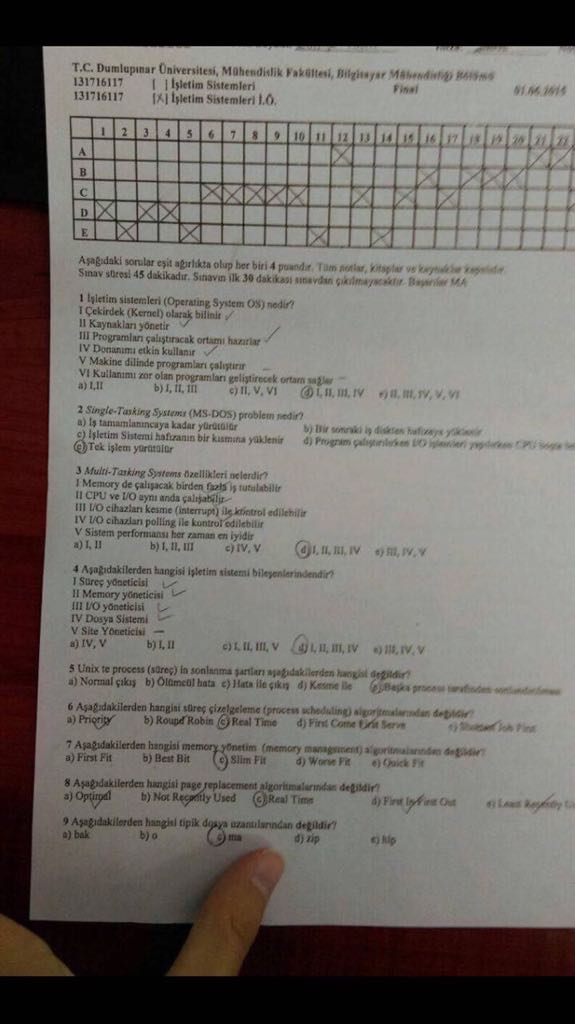 T.C. Dumlupınar Üniversitesi, Mühendislik Fakültesi, Bilgisayar Mühendisliği Bölümü
131716117 [ ] İşletim Sistemleri Final 01.06.2015
131716117 [X] İşletim Sistemleri İ.Ö.
1 2 3 4 5 6 7 8 9 10 11 12 13 14 15 16 17 18 19 20 21 22
A
B
C
D
E
Aşağıdaki sorular eşit ağırlıkta olup her biri 4 puandır. Tüm notlar, kitaplar ve kaynaklar kapalıdır.
Sınav süresi 45 dakikadır. Sınavın ilk 30 dakikası sınavdan çıkılmayacaktır. Başarılar MA
1 İşletim sistemleri (Operating System OS) nedir?
I Çekirdek (Kernel) olarak bilinir
II Kaynakları yönetir
III Programları çalıştıracak ortamı hazırlar
IV Donanımı etkin kullanır
V Makine dilinde programları çalıştırır
VI Kullanımı zor olan programları geliştirecek ortam sağlar
a) I,II b) I, II, III c) II, V, VI d) I, II, III, IV e) II, III, IV, V, VI
2 Single-Tasking Systems (MS-DOS) problem nedir?
a) İş tamamlanıncaya kadar yürütülür b) Bir sonraki iş diskten hafızaya yüklenir
c) İşletim Sistemi hafızanın bir kısmına yüklenir d) Program çalıştırılırken I/O işlemleri yapılırken CPU
e) Tek işlem yürütülür
3 Multi-Tasking Systems özellikleri nelerdir?
I Memory de çalışacak birden fazla iş tutulabilir
II CPU ve I/O aynı anda çalışabilir
III I/O cihazları kesme (interrupt) ile kontrol edilebilir
IV I/O cihazları polling ile kontrol edilebilir
V Sistem performansı her zaman en iyidir
a) I, II b) I, II, III c) IV, V d) I, II, III, IV e) III, IV, V
4 Aşağıdakilerden hangisi işletim sistemi bileşenlerindendir?
I Süreç yöneticisi
II Memory yöneticisi
III I/O yöneticisi
IV Dosya Sistemi
V Site Yöneticisi
a) IV, V b) I, II c) I, II, III, V d) I, II, III, IV e) III, IV, V
5 Unix te process (süreç) in sonlanma şartları aşağıdakilerden hangisi değildir?
a) Normal çıkış b) Ölümcül hata c) Hata ile çıkış d) Kesme ile e) Başka process tarafından sonlandırılması
6 Aşağıdakilerden hangisi süreç çizelgeleme (process scheduling) algoritmalarından değildir?
a) Priority b) Round Robin c) Real Time d) First Come First Serve e) Shortest Job First
7 Aşağıdakilerden hangisi memory yönetim (memory managsment) algoritmalarından değildir?
a) First Fit b) Best Bit c) Slim Fit d) Worse Fit e) Quick Fit
8 Aşağıdakilerden hangisi page replacement algoritmalarından değildir?
a) Optimal b) Not Recently Used c) Real Time d) First In First Out e) Least Recently
9 Aşağıdakilerden hangisi tipik dosya uzantılarından değildir?
a) bak b) o c) ma d) zip e) hip